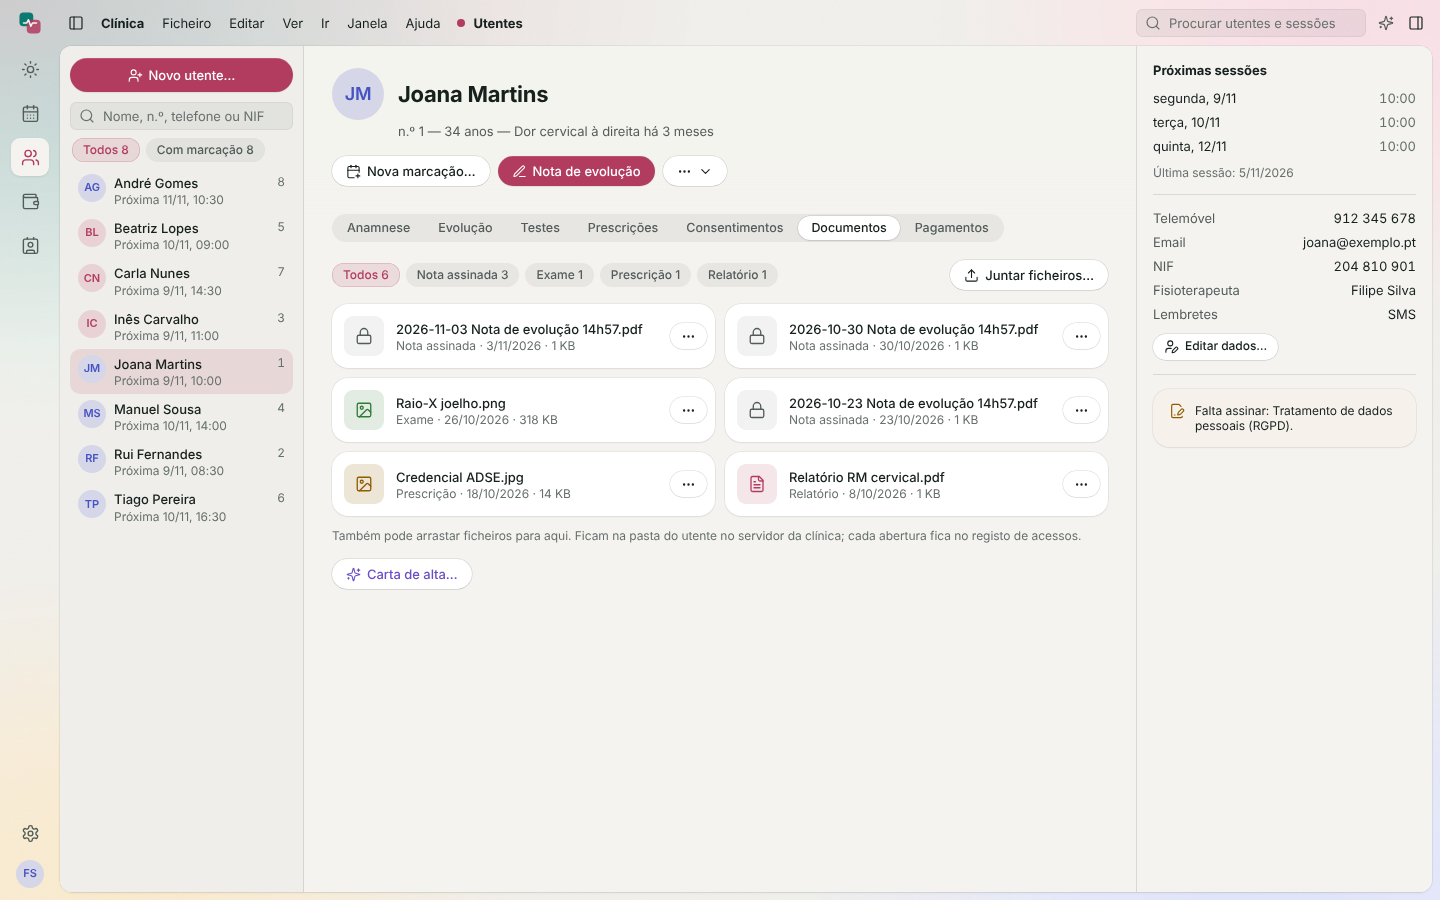 Clínica Ficheiro Editar Ver Ir Janela Ajuda Utentes
Procurar utentes e sessões
Novo utente...
Nome, n.º, telefone ou NIF
Todos 8 Com marcação 8
AG André Gomes 8
Próxima 11/11, 10:30
BL Beatriz Lopes 5
Próxima 10/11, 09:00
CN Carla Nunes 7
Próxima 9/11, 14:30
IC Inês Carvalho 3
Próxima 9/11, 11:00
JM Joana Martins 1
Próxima 9/11, 10:00
MS Manuel Sousa 4
Próxima 10/11, 14:00
RF Rui Fernandes 2
Próxima 9/11, 08:30
TP Tiago Pereira 6
Próxima 10/11, 16:30
FS
JM Joana Martins
n.º 1 — 34 anos — Dor cervical à direita há 3 meses
Nova marcação... Nota de evolução
Anamnese Evolução Testes Prescrições Consentimentos Documentos Pagamentos
Todos 6 Nota assinada 3 Exame 1 Prescrição 1 Relatório 1 Juntar ficheiros...
2026-11-03 Nota de evolução 14h57.pdf
Nota assinada · 3/11/2026 · 1 KB
2026-10-30 Nota de evolução 14h57.pdf
Nota assinada · 30/10/2026 · 1 KB
Raio-X joelho.png
Exame · 26/10/2026 · 318 KB
2026-10-23 Nota de evolução 14h57.pdf
Nota assinada · 23/10/2026 · 1 KB
Credencial ADSE.jpg
Prescrição · 18/10/2026 · 14 KB
Relatório RM cervical.pdf
Relatório · 8/10/2026 · 1 KB
Também pode arrastar ficheiros para aqui. Ficam na pasta do utente no servidor da clínica; cada abertura fica no registo de acessos.
Carta de alta...
Próximas sessões
segunda, 9/11 10:00
terça, 10/11 10:00
quinta, 12/11 10:00
Última sessão: 5/11/2026
Telemóvel 912 345 678
Email joana@exemplo.pt
NIF 204 810 901
Fisioterapeuta Filipe Silva
Lembretes SMS
Editar dados...
Falta assinar: Tratamento de dados
pessoais (RGPD).